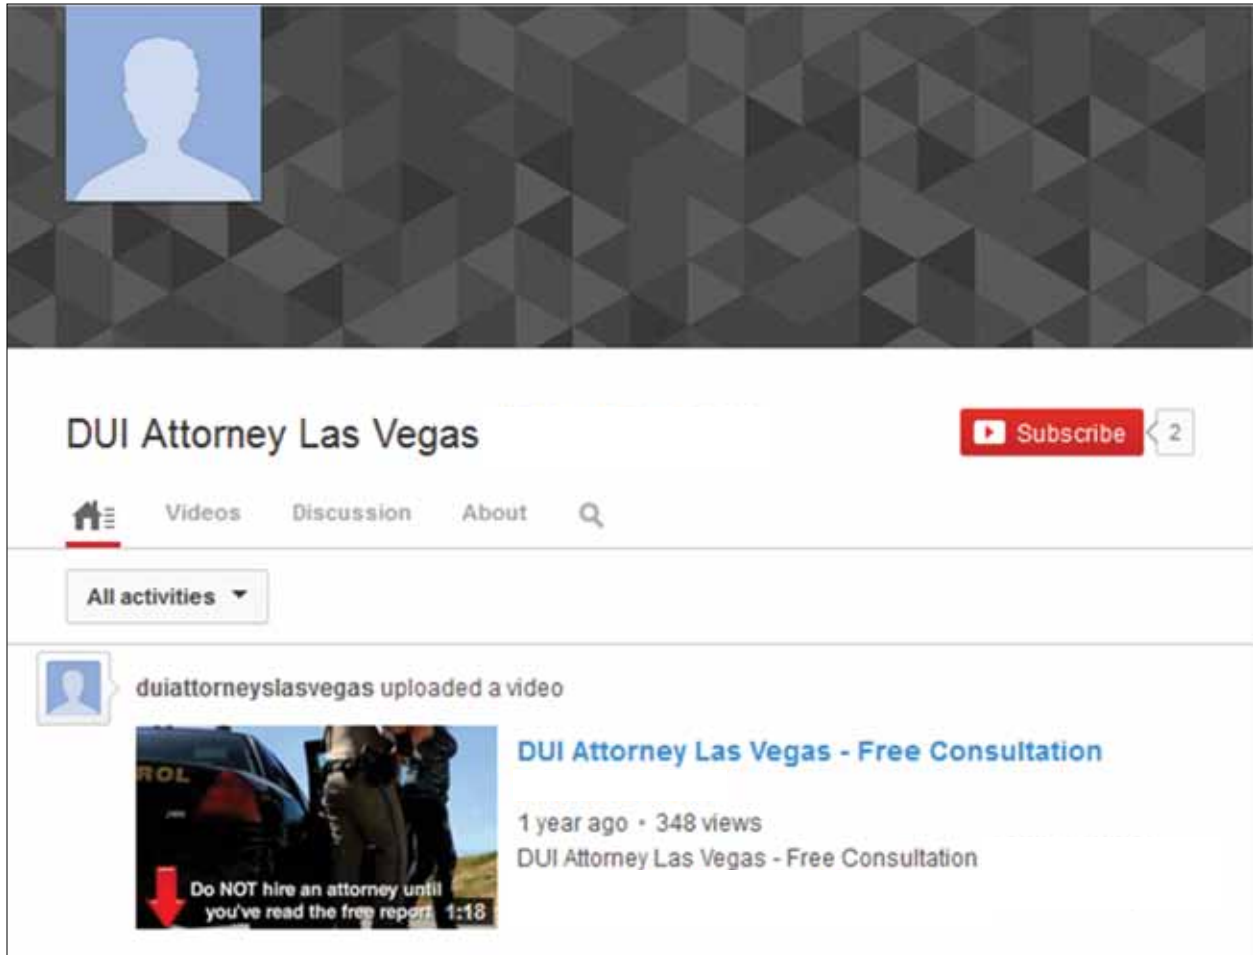 DUI Attorney Las Vegas
Subscribe 2
Videos Discussion About
All activities
duiattorneyslasvegas uploaded a video
ROL
DUI Attorney Las Vegas - Free Consultation
1 year ago • 348 views
DUI Attorney Las Vegas - Free Consultation
Do NOT hire an attorney until
you've read the free report 1:18